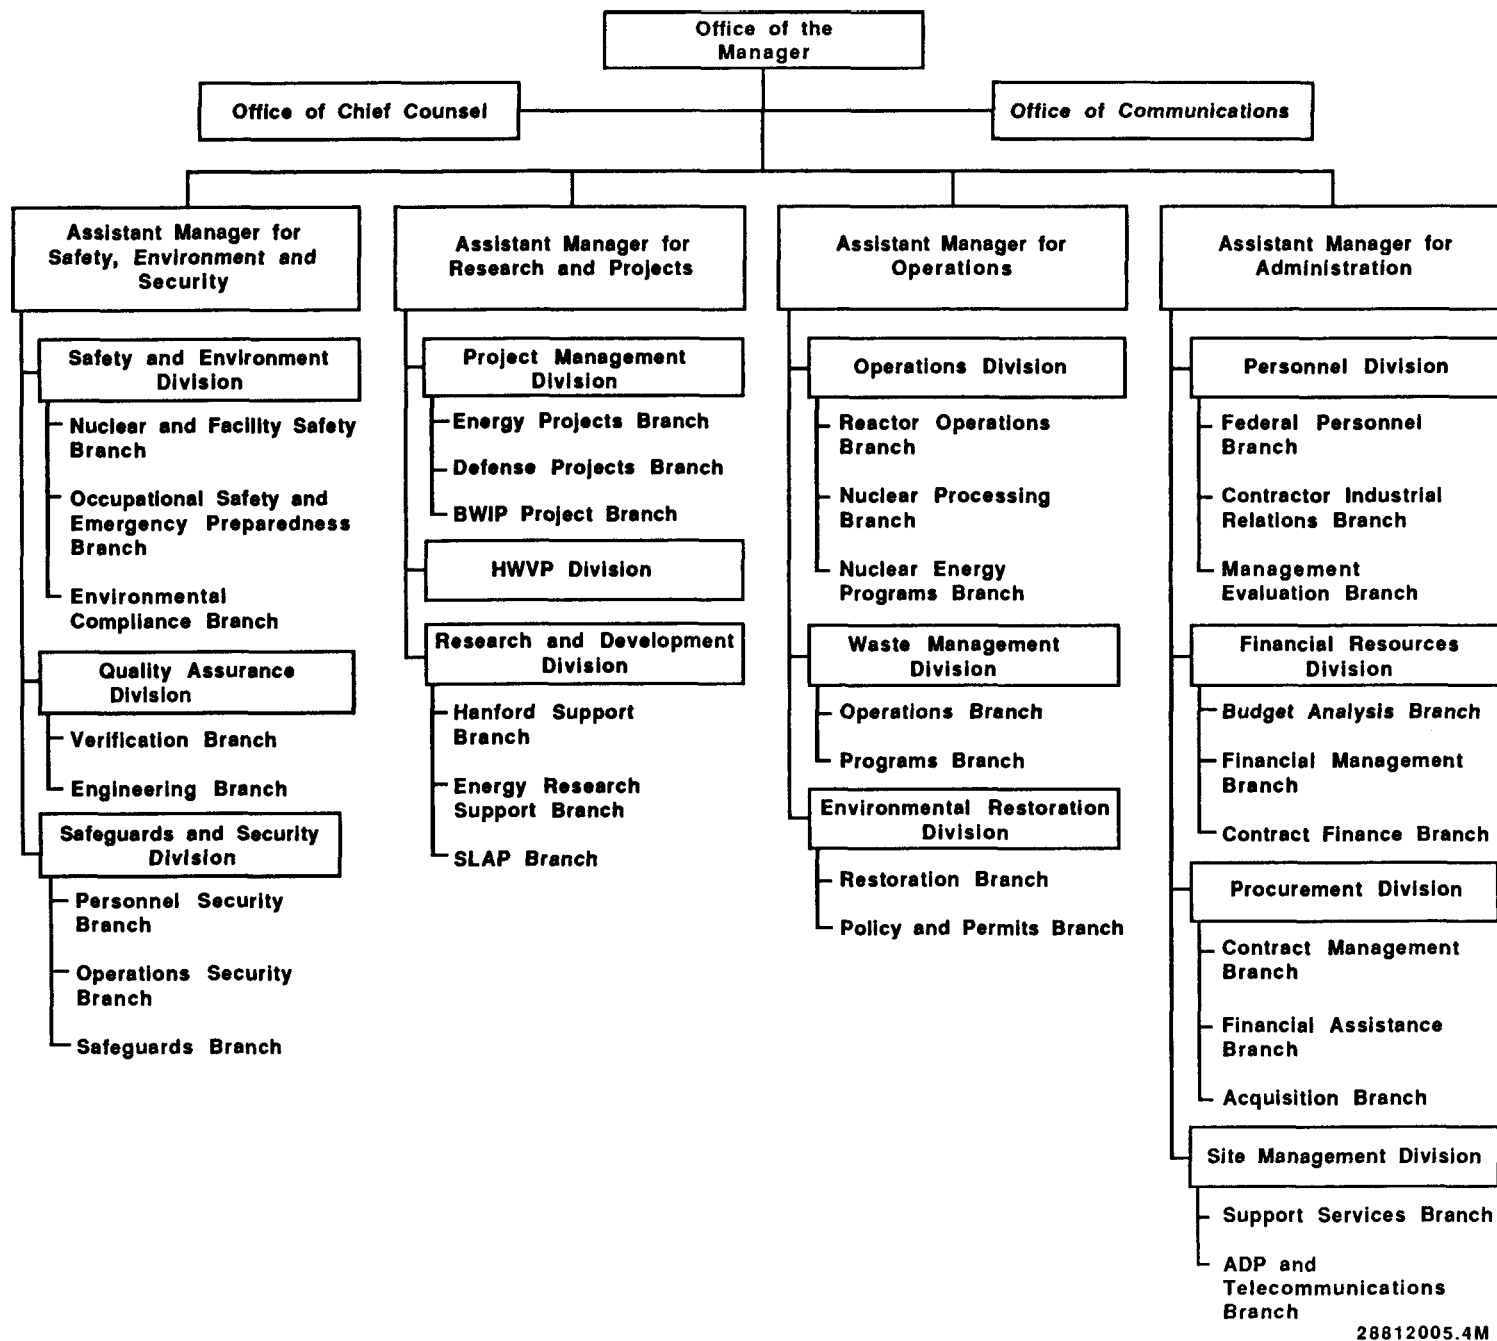 Office of the
Manager
Office of Chief Counsel
Office of Communications
Assistant Manager for
Safety, Environment and
Security
Safety and Environment
Division
Nuclear and Facility Safety
Branch
Occupational Safety and
Emergency Preparedness
Branch
Environmental
Compliance Branch
Quality Assurance
Division
Verification Branch
Engineering Branch
Safeguards and Security
Division
Personnel Security
Branch
Operations Security
Branch
Safeguards Branch
Assistant Manager for
Research and Projects
Project Management
Division
Energy Projects Branch
Defense Projects Branch
BWIP Project Branch
HWVP Division
Research and Development
Division
Hanford Support
Branch
Energy Research
Support Branch
SLAP Branch
Assistant Manager for
Operations
Operations Division
Reactor Operations
Branch
Nuclear Processing
Branch
Nuclear Energy
Programs Branch
Waste Management
Division
Operations Branch
Programs Branch
Environmental Restoration
Division
Restoration Branch
Policy and Permits Branch
Assistant Manager for
Administration
Personnel Division
Federal Personnel
Branch
Contractor Industrial
Relations Branch
Management
Evaluation Branch
Financial Resources
Division
Budget Analysis Branch
Financial Management
Branch
Contract Finance Branch
Procurement Division
Contract Management
Branch
Financial Assistance
Branch
Acquisition Branch
Site Management Division
Support Services Branch
ADP and
Telecommunications
Branch
28812005.4M